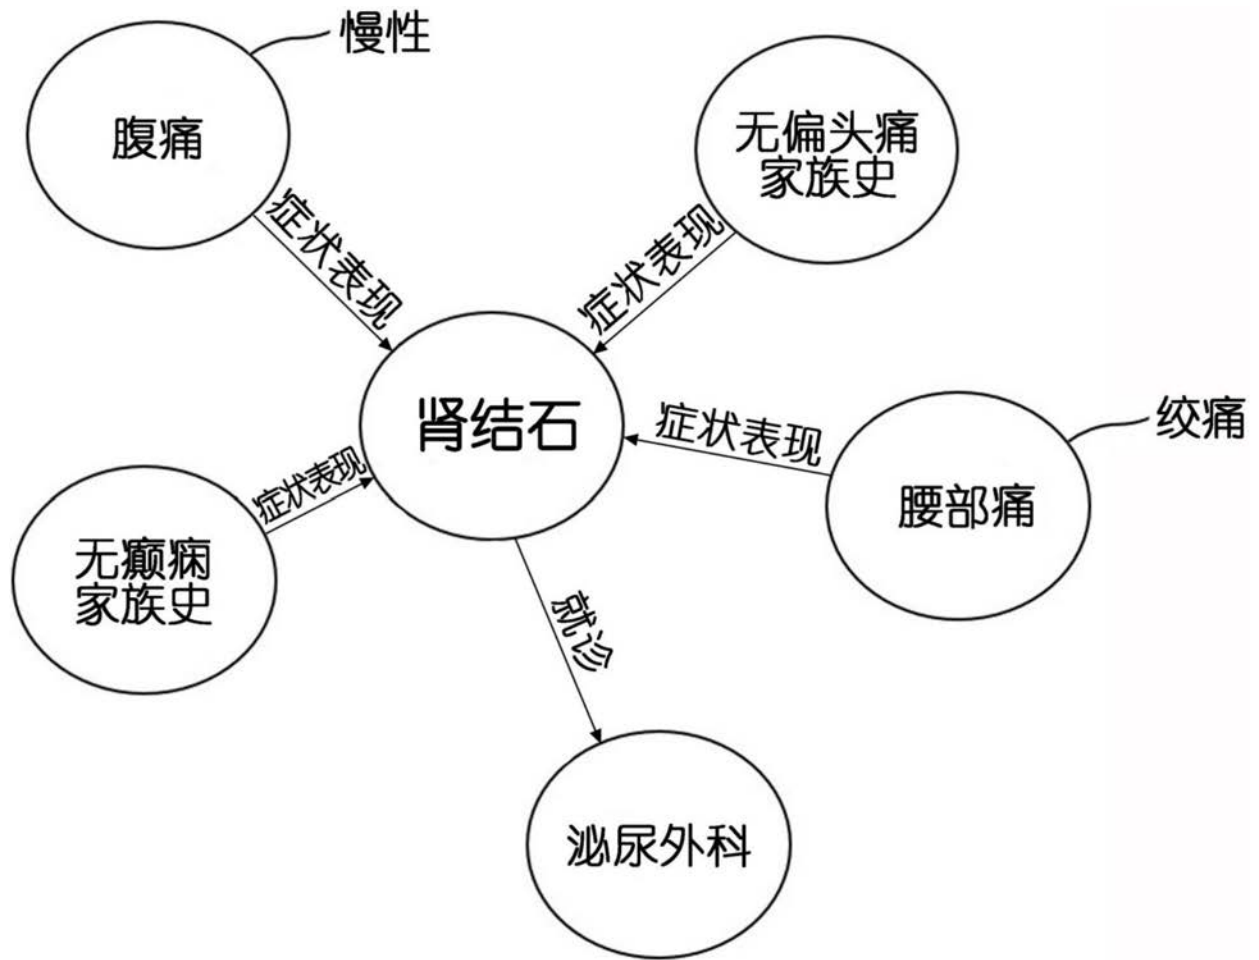 慢性
腹痛
无偏头痛
家族史
症状表现
症状表现
肾结石
症状表现
绞痛
腰部痛
症状表现
无癫痫
家族史
就诊
泌尿外科